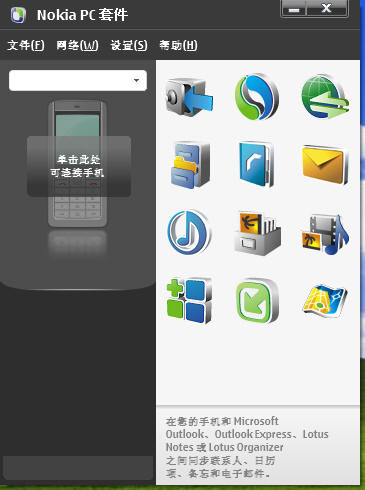 Nokia PC 套件
文件(F) 网络(W) 设置(S) 帮助(H)
单击此处
可连接手机
在您的手机和 Microsoft
Outlook、Outlook Express、Lotus
Notes 或 Lotus Organizer
之间同步联系人、日历
项、备忘和电子邮件。